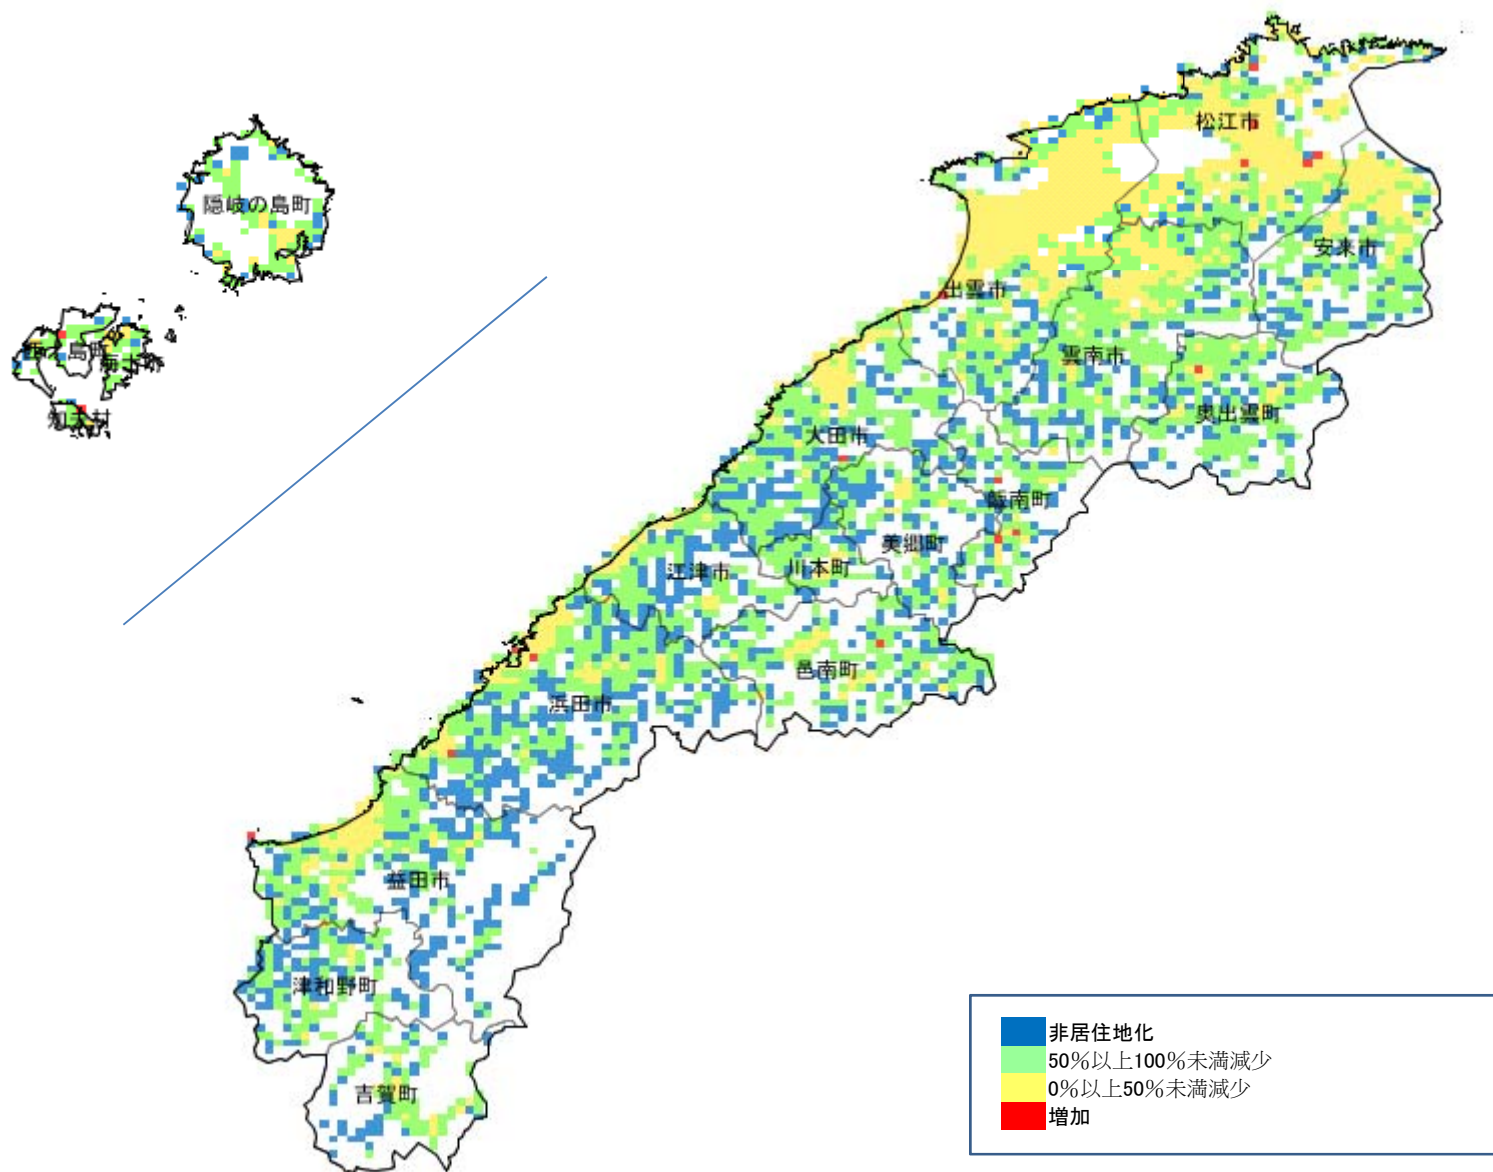 松江市
隠岐の島町
安来市
出雲市
雲南市
西ノ島町
海士町
奥出雲町
知夫村
大田市
飯南町
美郷町
川本町
江津市
邑南町
浜田市
益田市
津和野町
吉賀町
非居住地化
50%以上100%未満減少
0%以上50%未満減少
増加